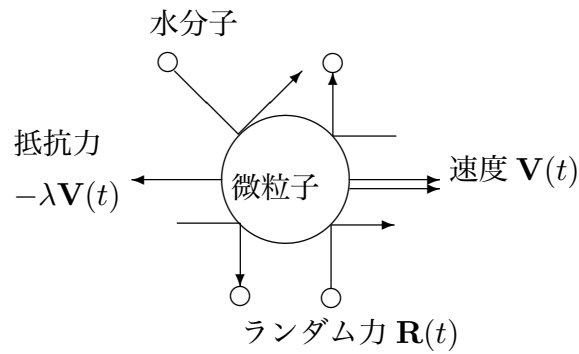 水分子
抵抗力
−λV(t)
微粒子
速度 V(t)
ランダム力 R(t)